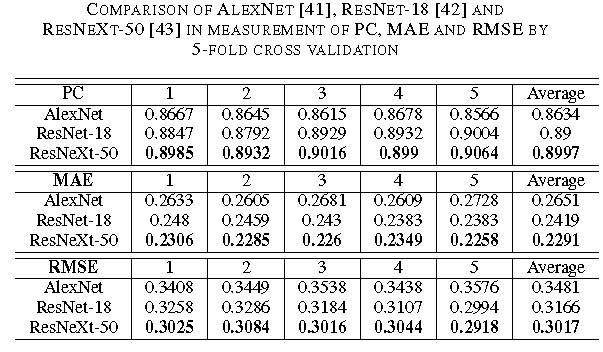 COMPARISON OF ALEXNET [41], RESNET-18 [42] AND
RESNEXT-50 [43] IN MEASUREMENT OF PC, MAE AND RMSE BY
5-FOLD CROSS VALIDATION
PC 1 2 3 4 5 Average
AlexNet 0.8667 0.8645 0.8615 0.8678 0.8566 0.8634
ResNet-18 0.8847 0.8792 0.8929 0.8932 0.9004 0.89
ResNeXt-50 0.8985 0.8932 0.9016 0.899 0.9064 0.8997
MAE 1 2 3 4 5 Average
AlexNet 0.2633 0.2605 0.2681 0.2609 0.2728 0.2651
ResNet-18 0.248 0.2459 0.243 0.2383 0.2383 0.2419
ResNeXt-50 0.2306 0.2285 0.226 0.2349 0.2258 0.2291
RMSE 1 2 3 4 5 Average
AlexNet 0.3408 0.3449 0.3538 0.3438 0.3576 0.3481
ResNet-18 0.3258 0.3286 0.3184 0.3107 0.2994 0.3166
ResNeXt-50 0.3025 0.3084 0.3016 0.3044 0.2918 0.3017